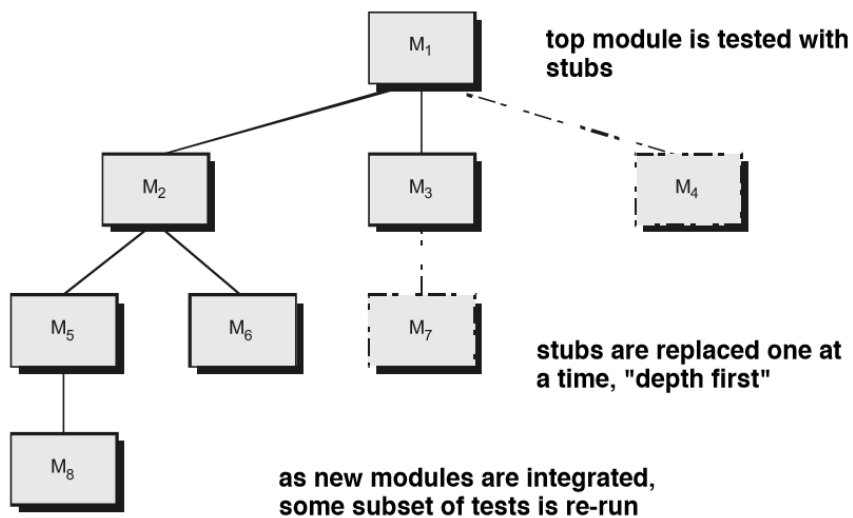 M₁
top module is tested with
stubs
M₂
M₃
M₄
M₅
M₆
M₇
stubs are replaced one at
a time, "depth first"
M₈
as new modules are integrated,
some subset of tests is re-run